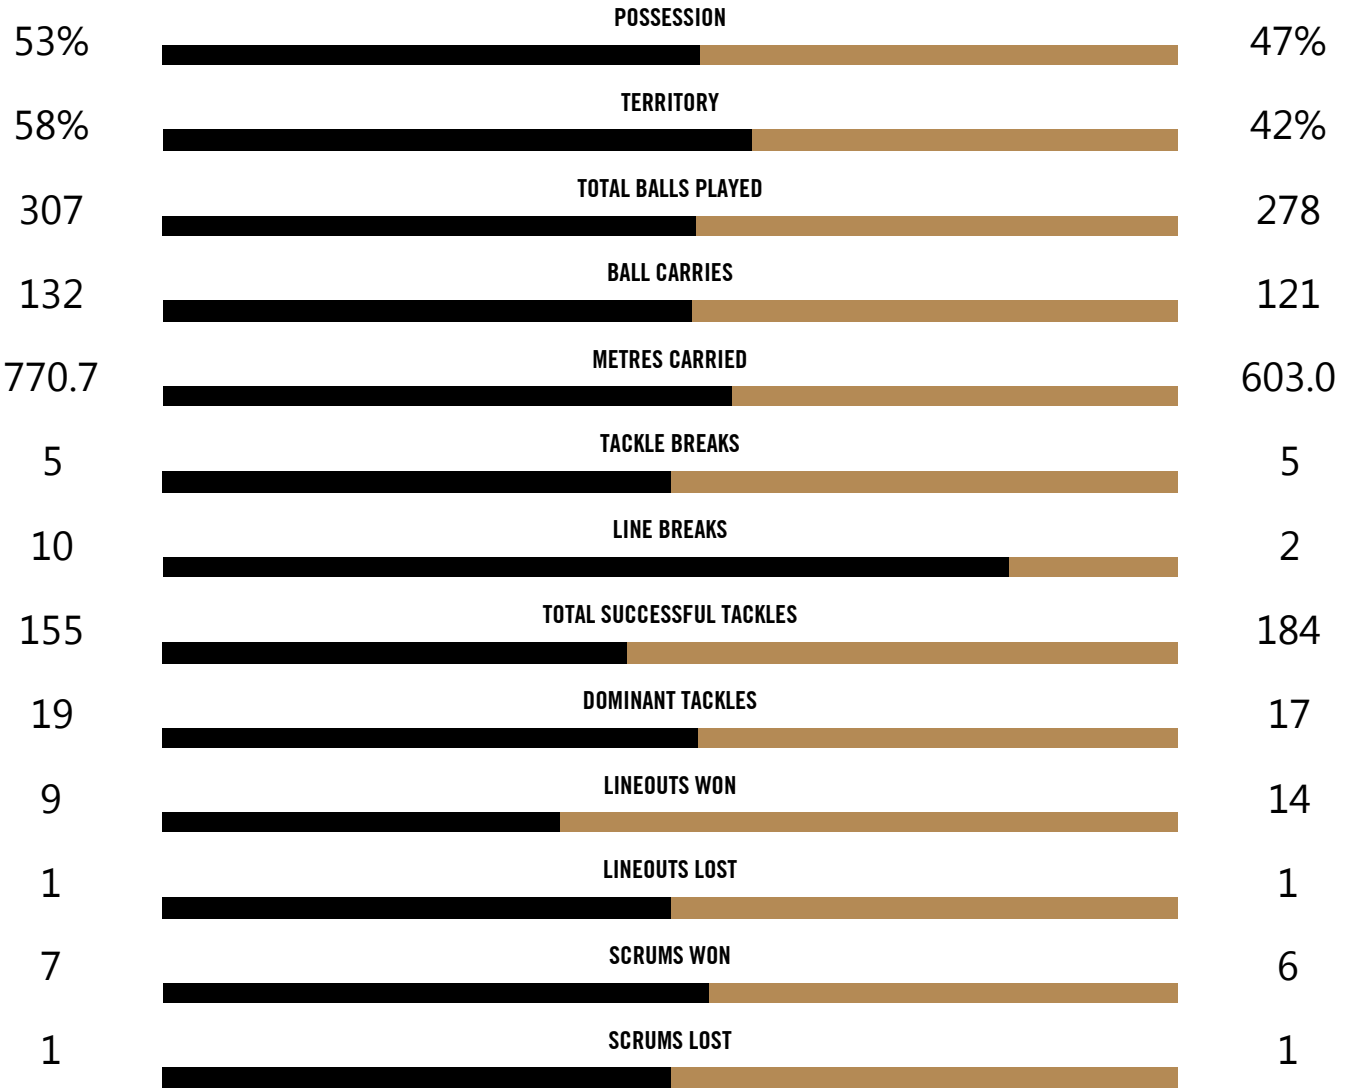 POSSESSION
53% 47%
TERRITORY
58% 42%
TOTAL BALLS PLAYED
307 278
BALL CARRIES
132 121
METRES CARRIED
770.7 603.0
TACKLE BREAKS
5 5
LINE BREAKS
10 2
TOTAL SUCCESSFUL TACKLES
155 184
DOMINANT TACKLES
19 17
LINEOUTS WON
9 14
LINEOUTS LOST
1 1
SCRUMS WON
7 6
SCRUMS LOST
1 1